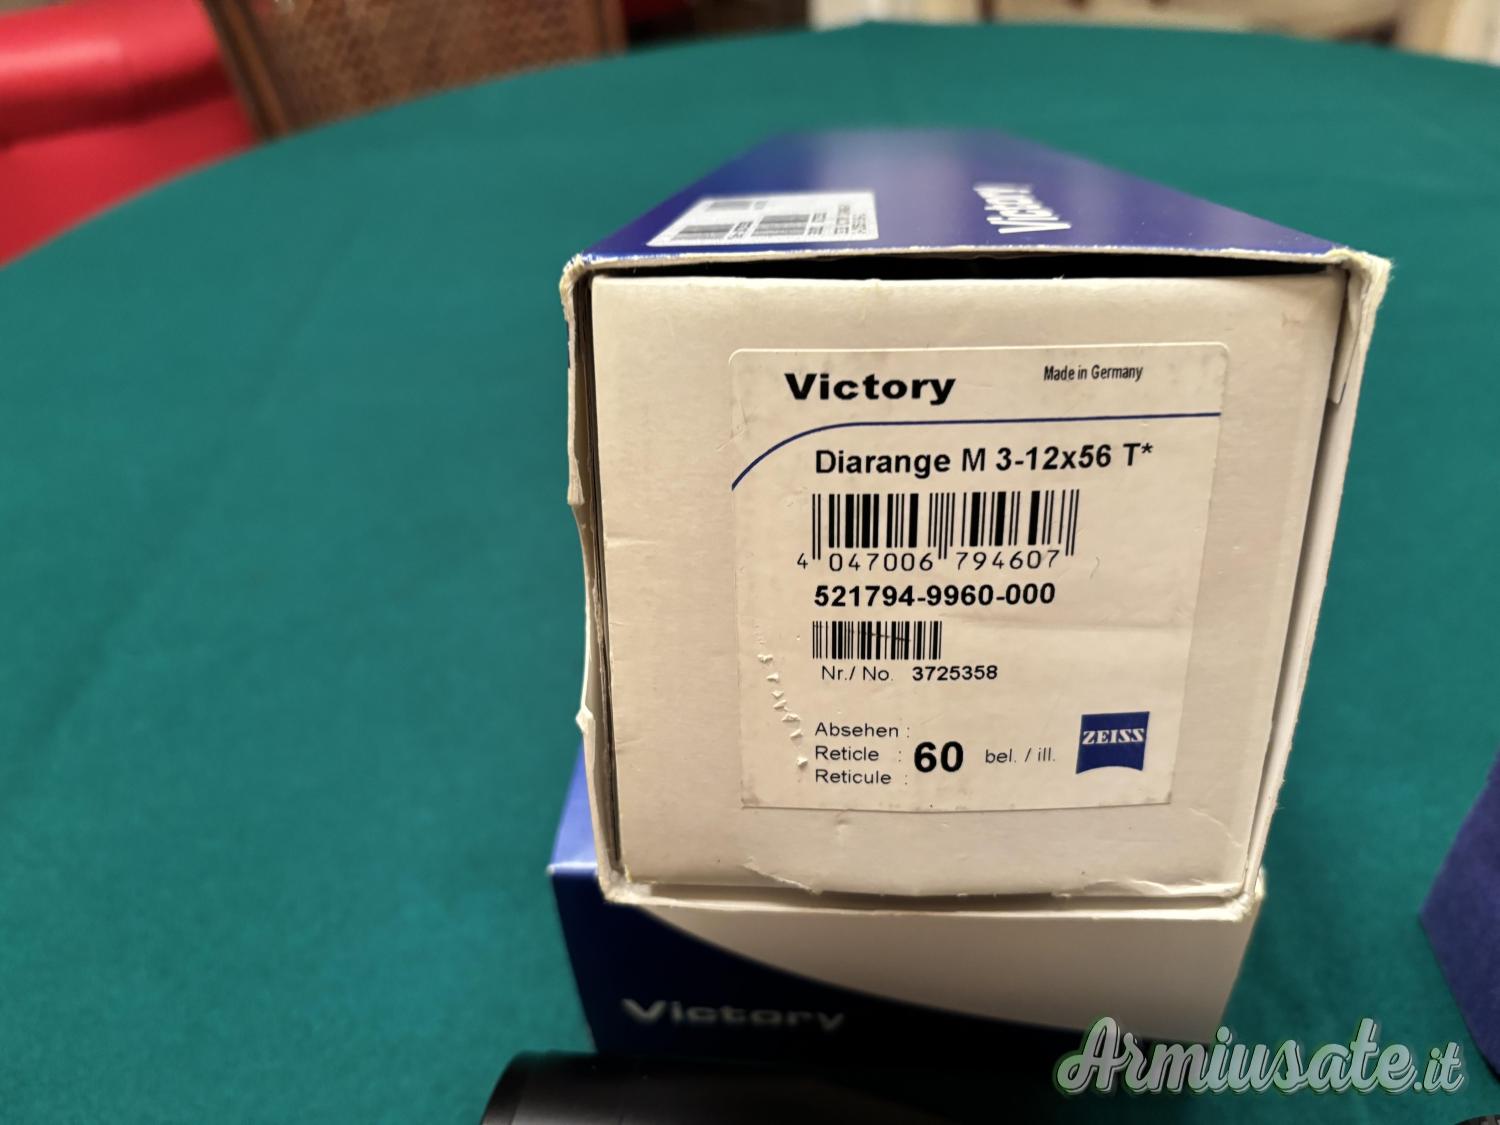 Victory
Victory
Made in Germany
Diarange M 3-12x56 T*
4 047006 794607
521794-9960-000
Nr./ No. 3725358
Absehen :
Reticle : 60 bel. / ill.
Reticule :
ZEISS
Victory
Armiusate.it